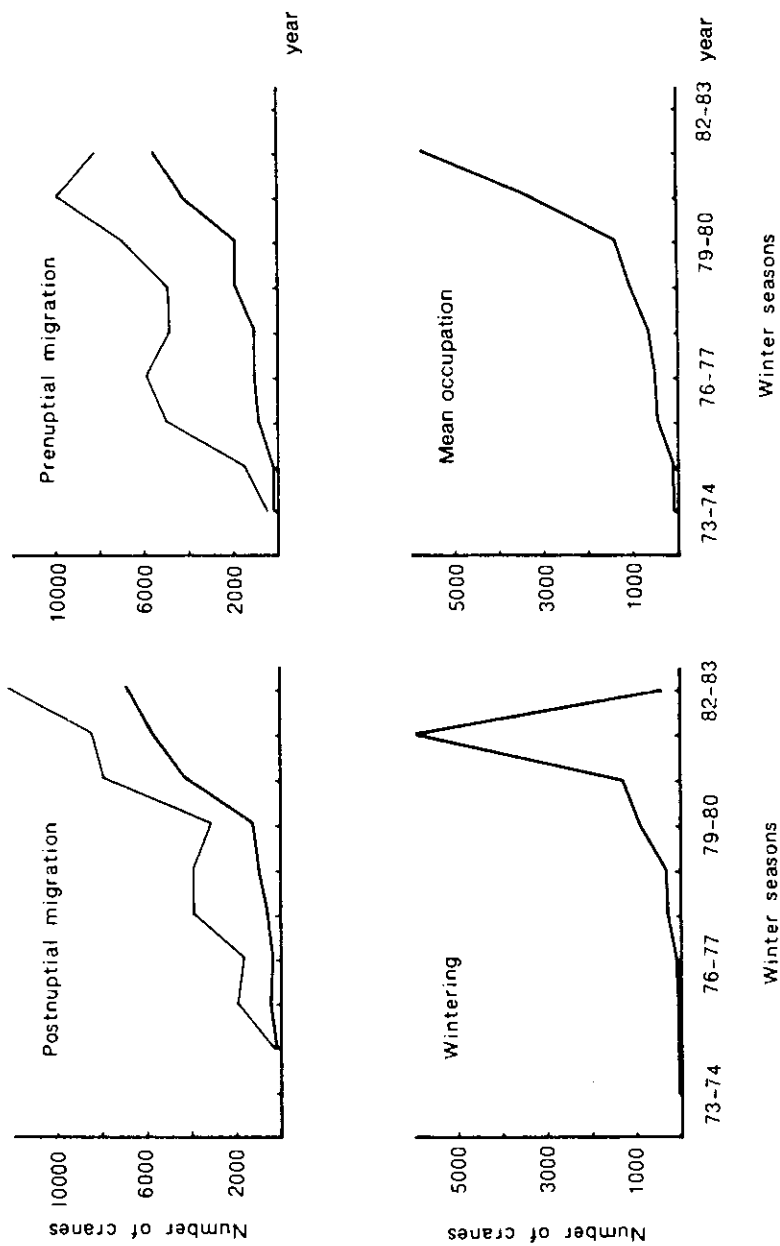 Number of cranes
10000
6000
2000
Postnuptial migration
10000
6000
2000
Prenuptial migration
year
Number of cranes
5000
3000
1000
Wintering
73-74
76-77
79-80
82-83
Winter seasons
5000
3000
1000
Mean occupation
73-74
76-77
79-80
82-83
year
Winter seasons